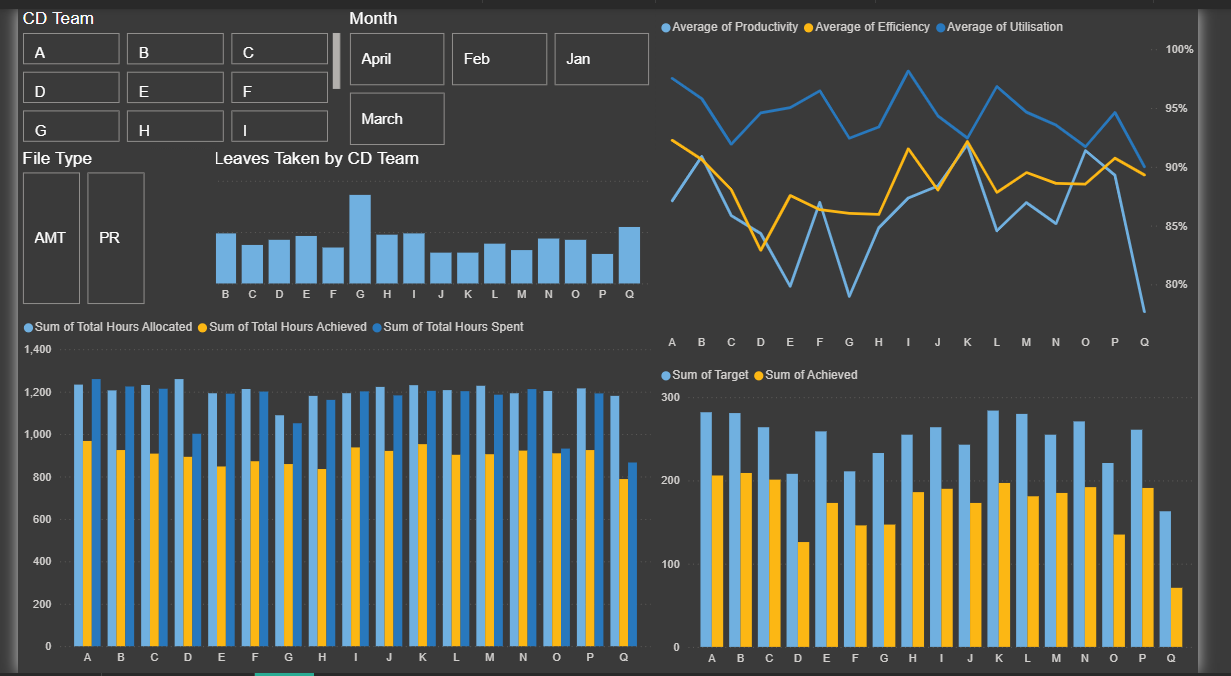 CD Team
A B C
D E F
G H I
Month
April Feb Jan
March
File Type
AMT PR
Leaves Taken by CD Team
B C D E F G H I J K L M N O P Q
Average of Productivity Average of Efficiency Average of Utilisation
100%
95%
90%
85%
80%
A B C D E F G H I J K L M N O P Q
Sum of Total Hours Allocated Sum of Total Hours Achieved Sum of Total Hours Spent
1,400
1,200
1,000
800
600
400
200
0
A B C D E F G H I J K L M N O P Q
Sum of Target Sum of Achieved
300
200
100
0
A B C D E F G H I J K L M N O P Q